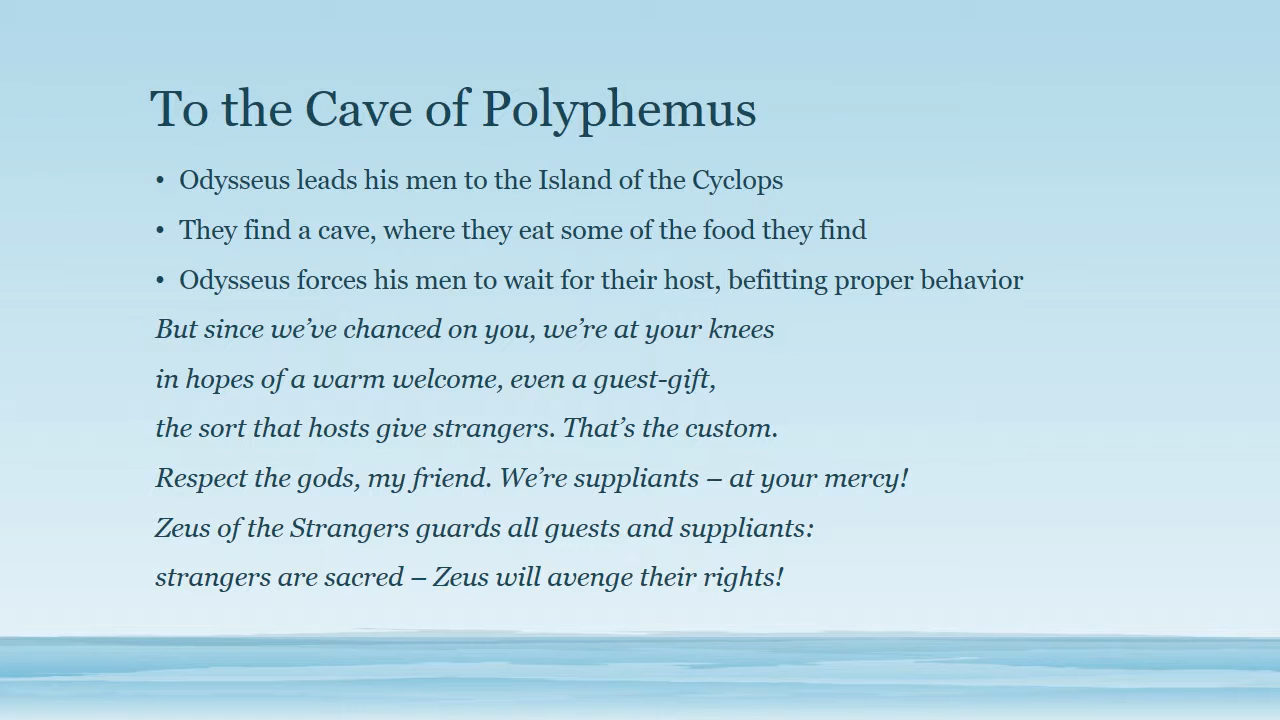 To the Cave of Polyphemus
• Odysseus leads his men to the Island of the Cyclops
• They find a cave, where they eat some of the food they find
• Odysseus forces his men to wait for their host, befitting proper behavior
But since we’ve chanced on you, we’re at your knees
in hopes of a warm welcome, even a guest-gift,
the sort that hosts give strangers. That’s the custom.
Respect the gods, my friend. We’re suppliants – at your mercy!
Zeus of the Strangers guards all guests and suppliants:
strangers are sacred – Zeus will avenge their rights!